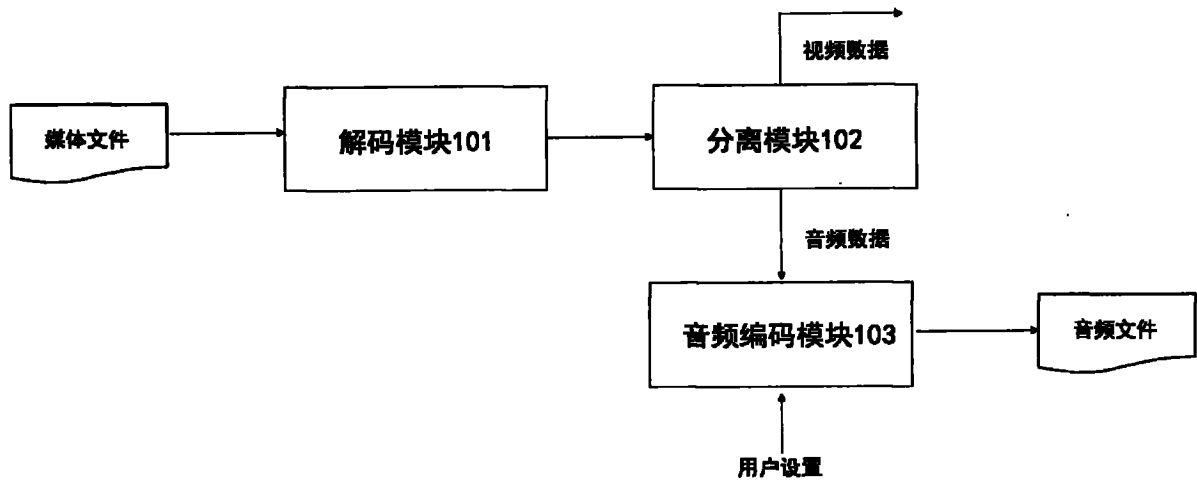 视频数据
媒体文件
解码模块101
分离模块102
音频数据
音频编码模块103
音频文件
用户设置